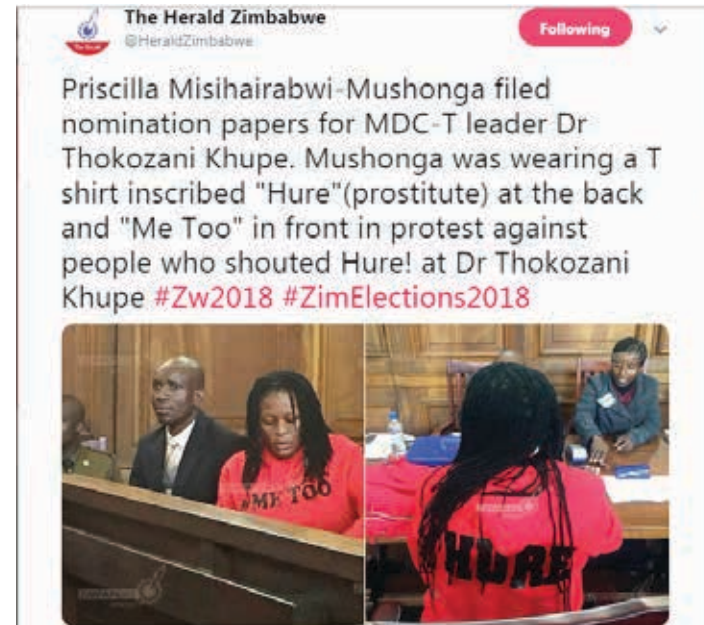 The Herald Zimbabwe
@HeraldZimbabwe
Following
Priscilla Misihairabwi-Mushonga filed
nomination papers for MDC-T leader Dr
Thokozani Khupe. Mushonga was wearing a T
shirt inscribed "Hure"(prostitute) at the back
and "Me Too" in front in protest against
people who shouted Hure! at Dr Thokozani
Khupe #Zw2018 #ZimElections2018
#ME TOO
HURE